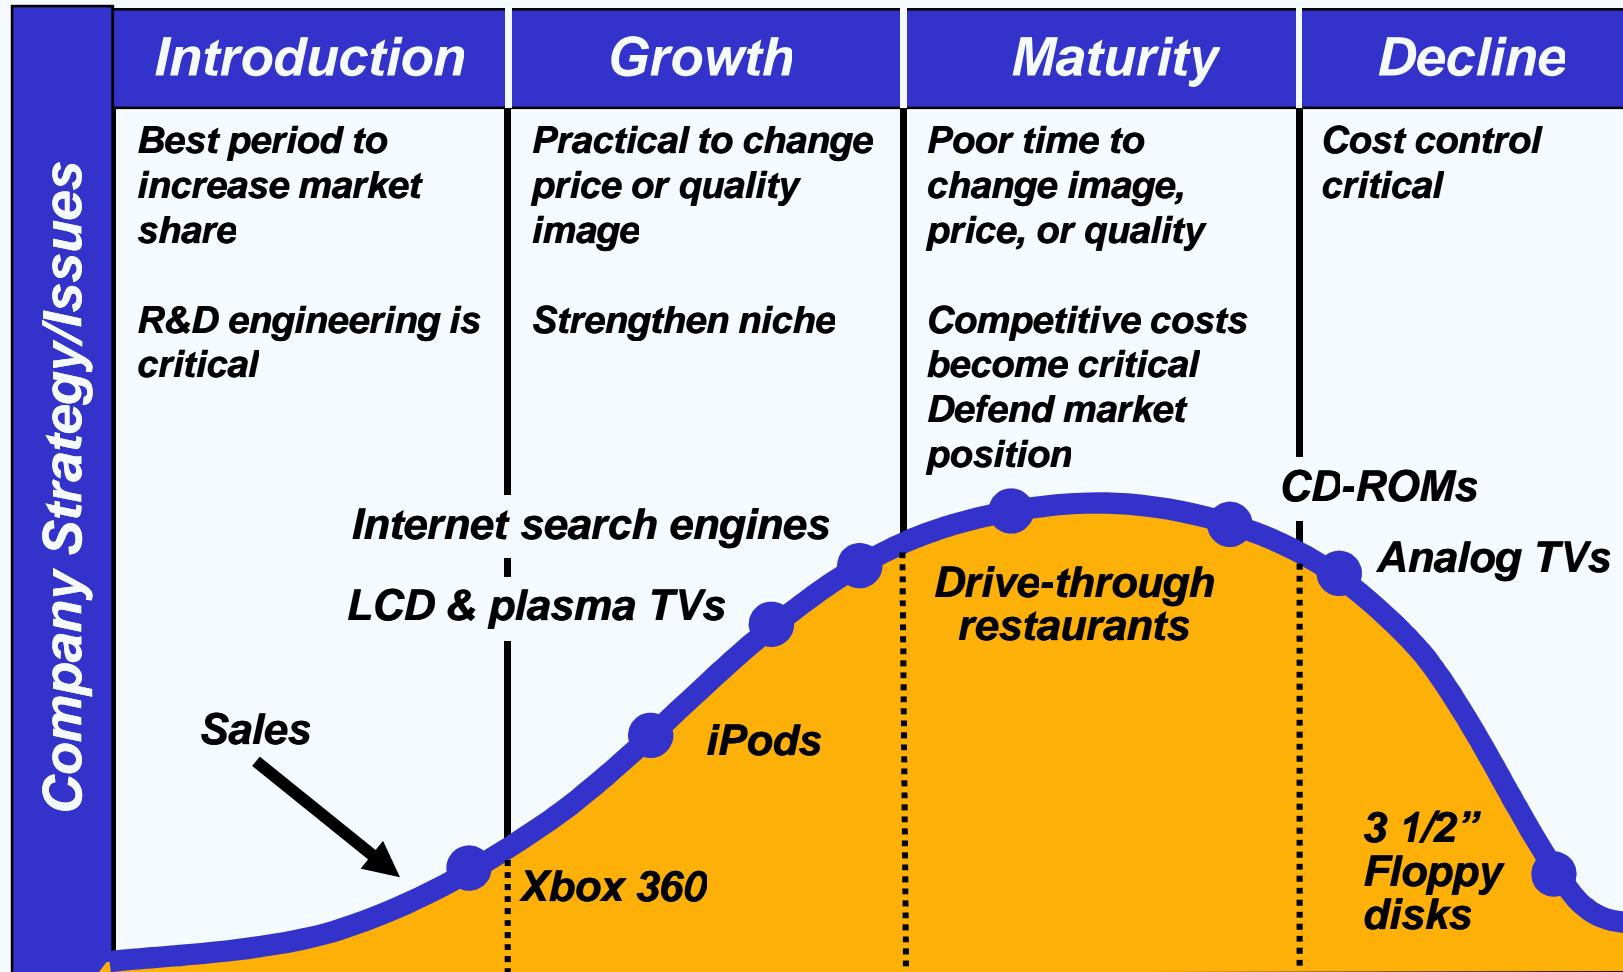 Company Strategy/Issues
Introduction
Growth
Maturity
Decline
Best period to
increase market
share
R&D engineering is
critical
Practical to change
price or quality
image
Strengthen niche
Poor time to
change image,
price, or quality
Competitive costs
become critical
Defend market
position
Cost control
critical
Internet search engines
LCD & plasma TVs
Sales
iPods
Xbox 360
Drive-through
restaurants
CD-ROMs
Analog TVs
3 1/2”
Floppy
disks